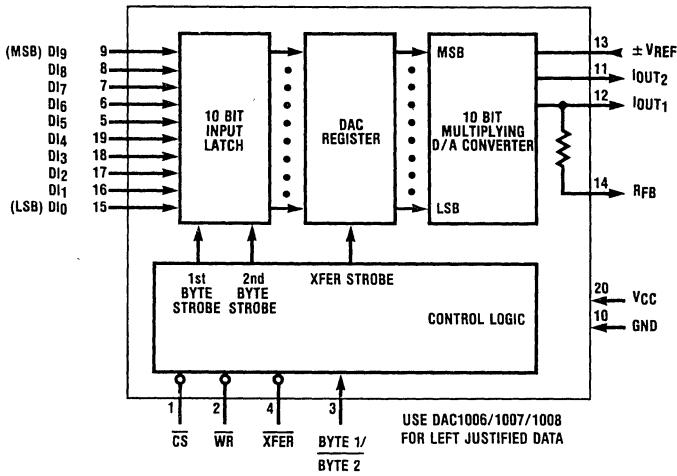 (MSB) DI9 9
DI8 8
DI7 7
DI6 6
DI5 5
DI4 19
DI3 18
DI2 17
DI1 16
(LSB) DI0 15
10 BIT
INPUT
LATCH
DAC
REGISTER
MSB
10 BIT
MULTIPLYING
D/A CONVERTER
LSB
13 ± VREF
11 IOUT2
12 IOUT1
14 RFB
1st
BYTE
STROBE
2nd
BYTE
STROBE
XFER STROBE
CONTROL LOGIC
20 VCC
10 GND
1 2 4 3
CS WR XFER BYTE 1/
BYTE 2
USE DAC1006/1007/1008
FOR LEFT JUSTIFIED DATA